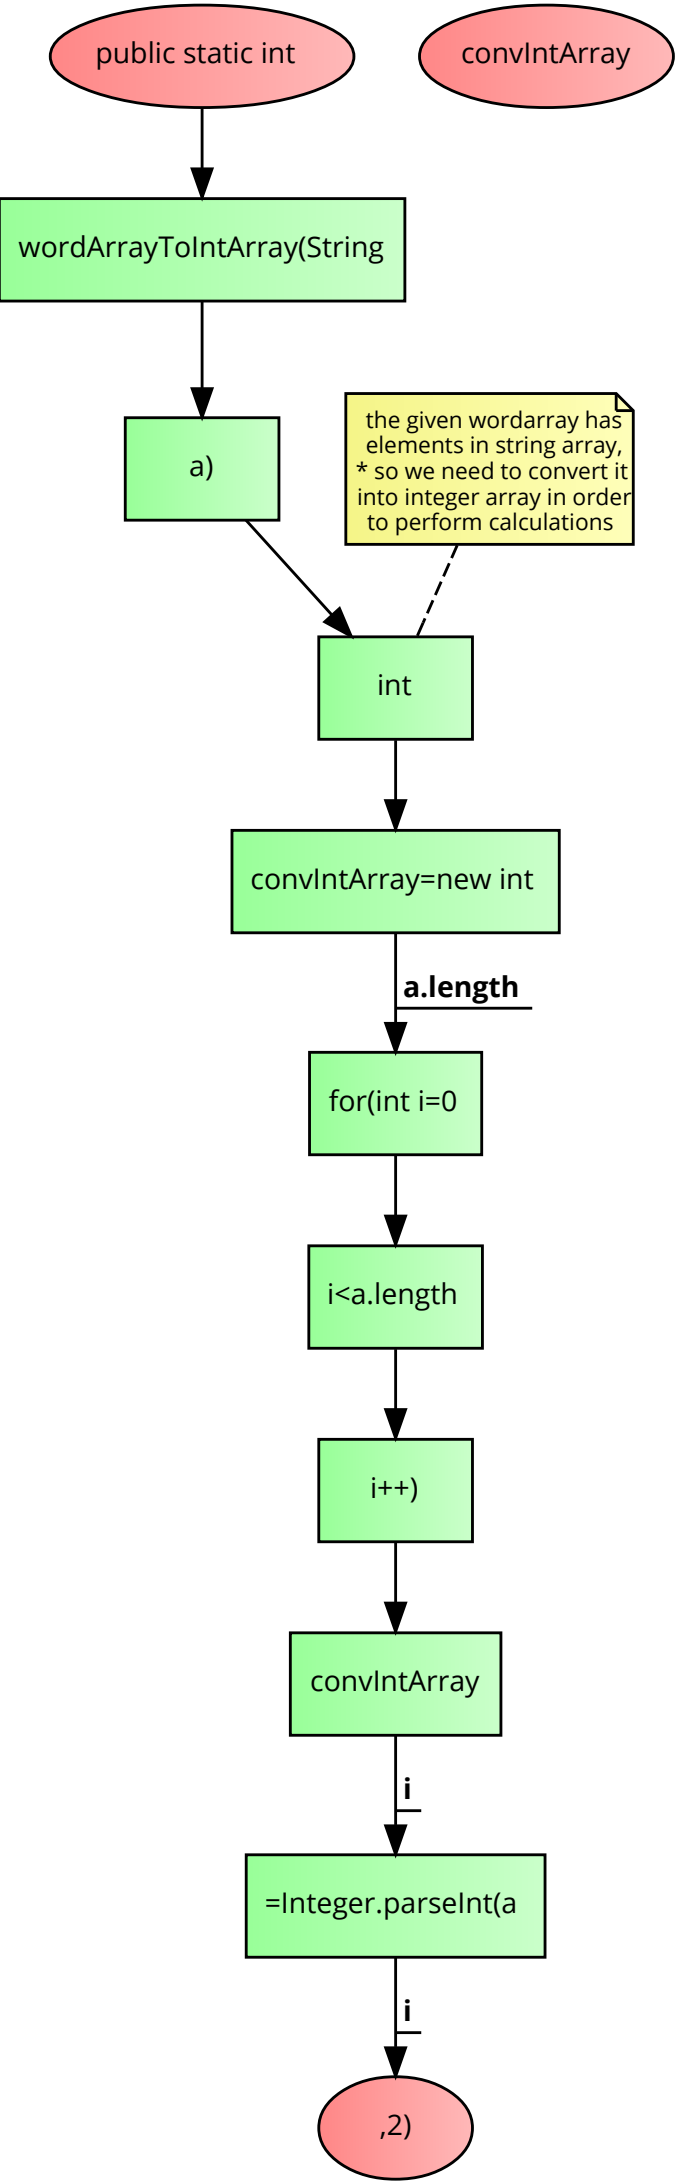 public static int
convIntArray
wordArrayToIntArray(String
a)
the given wordarray has
elements in string array,
* so we need to convert it
into integer array in order
to perform calculations
int
convIntArray=new int
a.length
for(int i=0
i<a.length
i++)
convIntArray
i
=Integer.parseInt(a
i
,2)